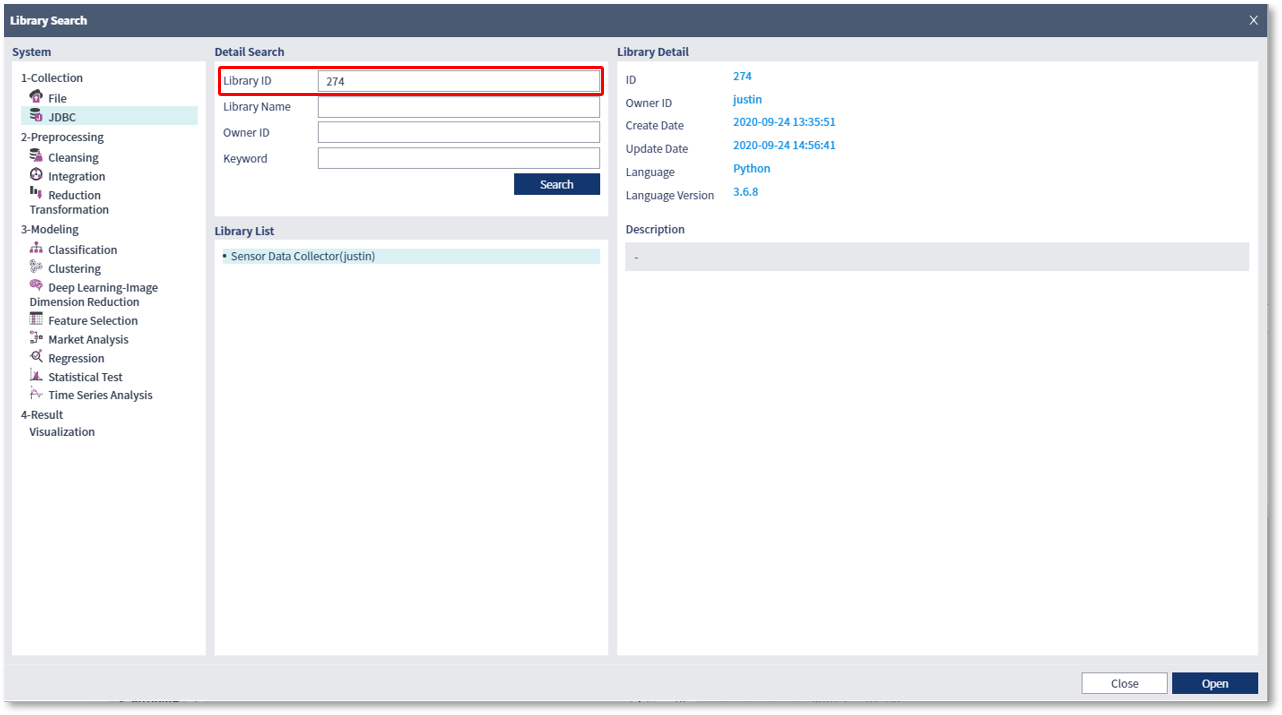 Library Search
X
System
1-Collection
File
JDBC
2-Preprocessing
Cleansing
Integration
Reduction
Transformation
3-Modeling
Classification
Clustering
Deep Learning-Image
Dimension Reduction
Feature Selection
Market Analysis
Regression
Statistical Test
Time Series Analysis
4-Result
Visualization
Detail Search
Library ID 274
Library Name
Owner ID
Keyword
Search
Library List
• Sensor Data Collector(justin)
Library Detail
ID 274
Owner ID justin
Create Date 2020-09-24 13:35:51
Update Date 2020-09-24 14:56:41
Language Python
Language Version 3.6.8
Description
-
Close Open